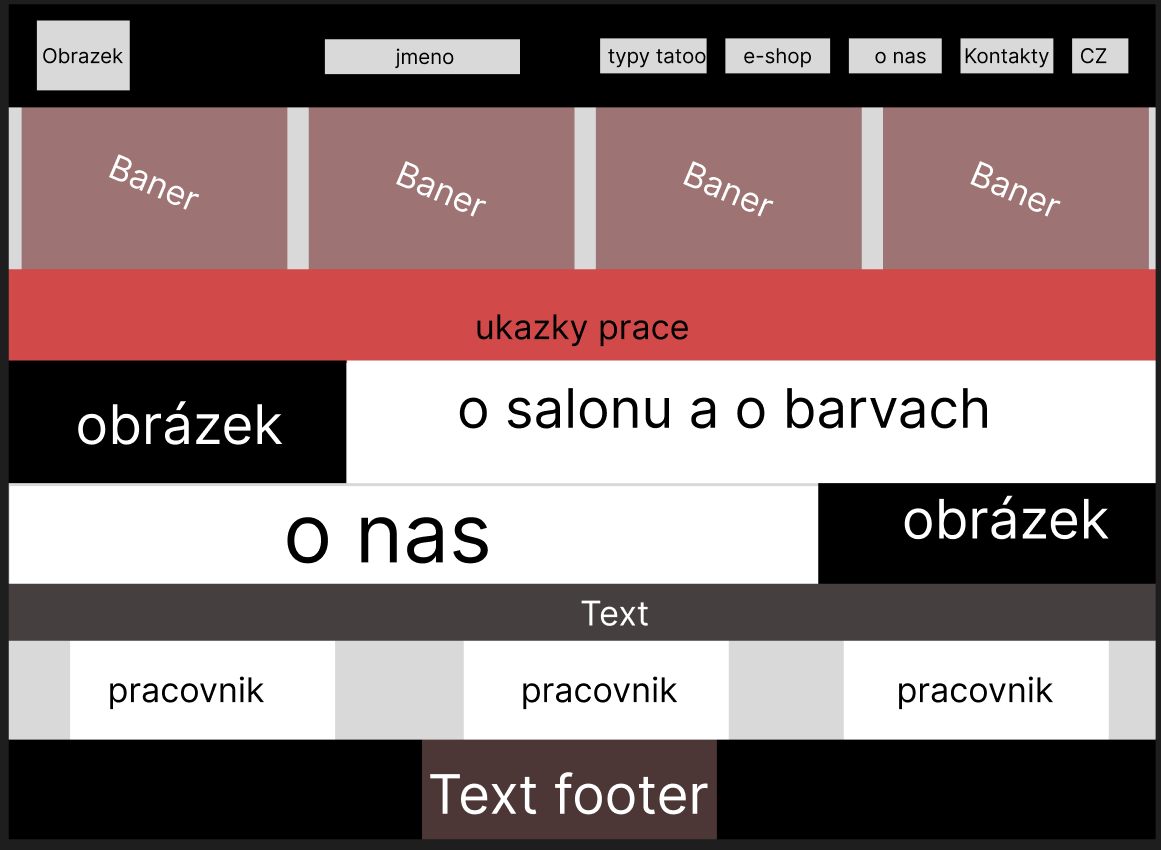 Obrazek
jmeno
typy tatoo
e-shop
o nas
Kontakty
CZ
Baner
Baner
Baner
Baner
ukazky prace
obrázek
o salonu a o barvach
o nas
obrázek
Text
pracovnik
pracovnik
pracovnik
Text footer